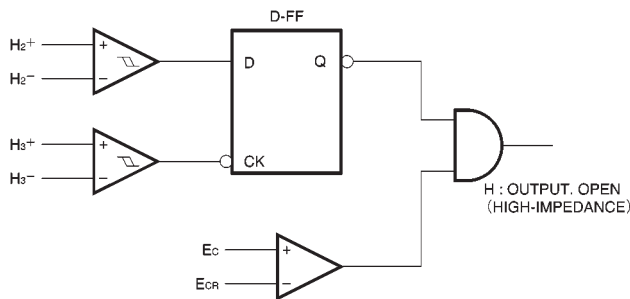 D-FF
H2+
H2−
+
−
D
Q
H3+
H3−
+
−
CK
H : OUTPUT. OPEN
(HIGH-IMPEDANCE)
EC
ECR
+
−